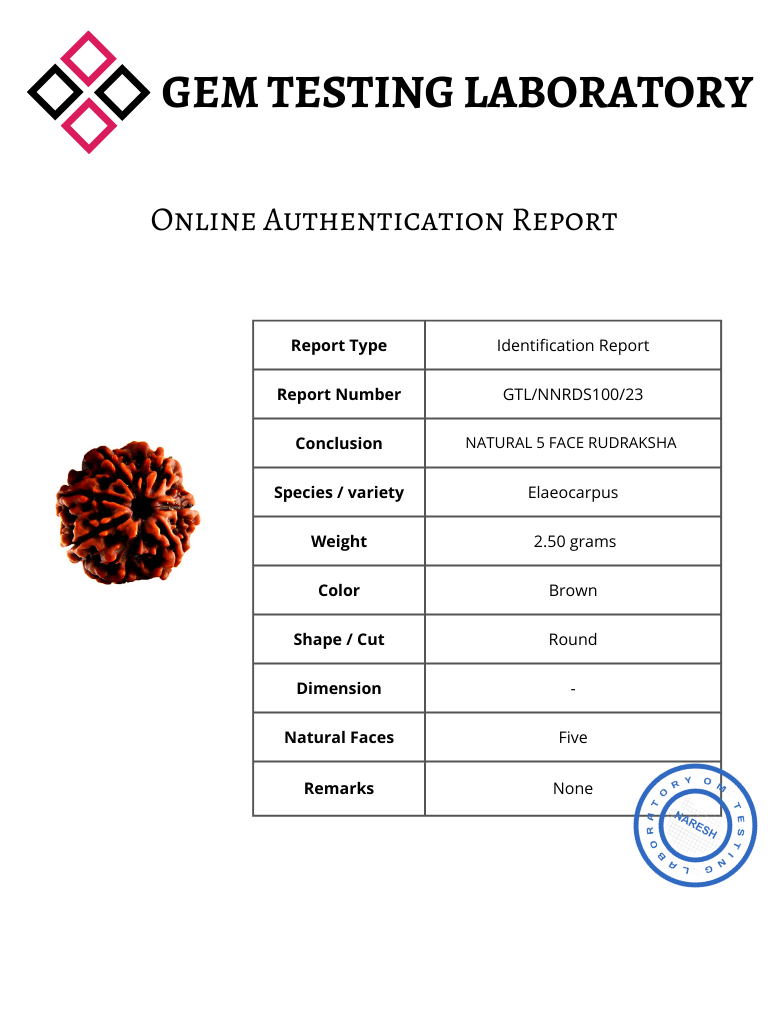 GEM TESTING LABORATORY
Online Authentication Report
Report Type Identification Report
Report Number GTL/NNRDS100/23
Conclusion NATURAL 5 FACE RUDRAKSHA
Species / variety Elaeocarpus
Weight 2.50 grams
Color Brown
Shape / Cut Round
Dimension -
Natural Faces Five
Remarks None
OM TESTING LABORATORY
NARESH